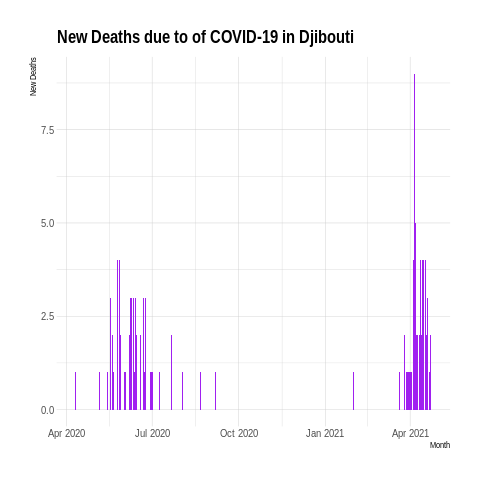 New Deaths due to of COVID-19 in Djibouti
New Deaths
7.5
5.0
2.5
0.0
Apr 2020 Jul 2020 Oct 2020 Jan 2021 Apr 2021
Month